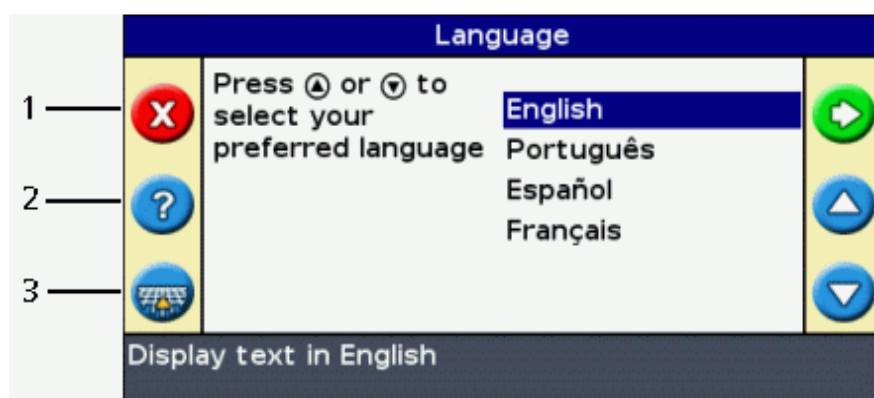 Language
1
X
Press ▲ or ▼ to
select your
preferred language
English
Português
Español
Français
2
?
3
Display text in English